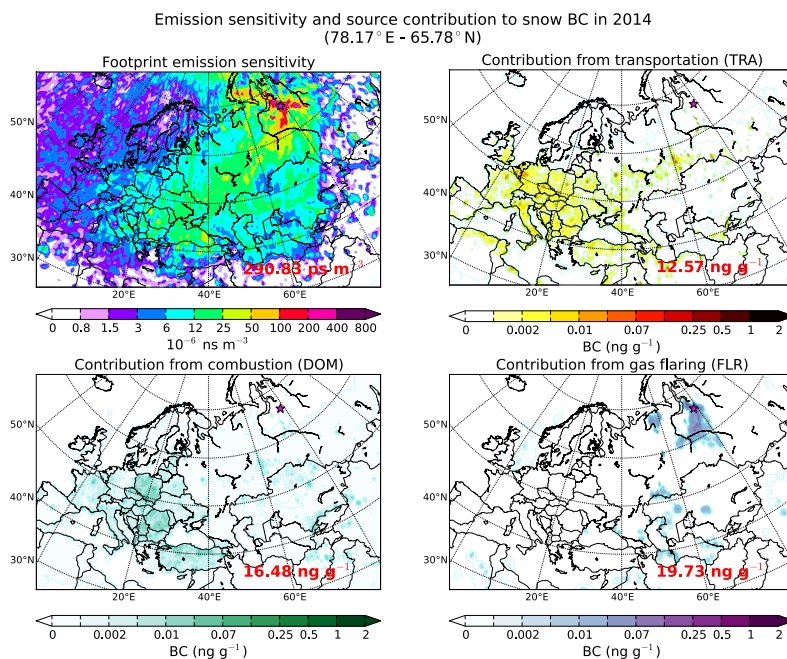 Emission sensitivity and source contribution to snow BC in 2014
(78.17°E - 65.78°N)
Footprint emission sensitivity
50°N
40°N
30°N
290.83 ps m⁻³
20°E 40°E 60°E
0 0.8 1.5 3 6 12 25 50 100 200 400 800
10⁻⁶ ns m⁻³
Contribution from transportation (TRA)
50°N
40°N
30°N
12.57 ng g⁻¹
20°E 40°E 60°E
0 0.002 0.01 0.07 0.25 0.5 1 2
BC (ng g⁻¹)
Contribution from combustion (DOM)
50°N
40°N
30°N
16.48 ng g⁻¹
20°E 40°E 60°E
0 0.002 0.01 0.07 0.25 0.5 1 2
BC (ng g⁻¹)
Contribution from gas flaring (FLR)
50°N
40°N
30°N
19.73 ng g⁻¹
20°E 40°E 60°E
0 0.002 0.01 0.07 0.25 0.5 1 2
BC (ng g⁻¹)